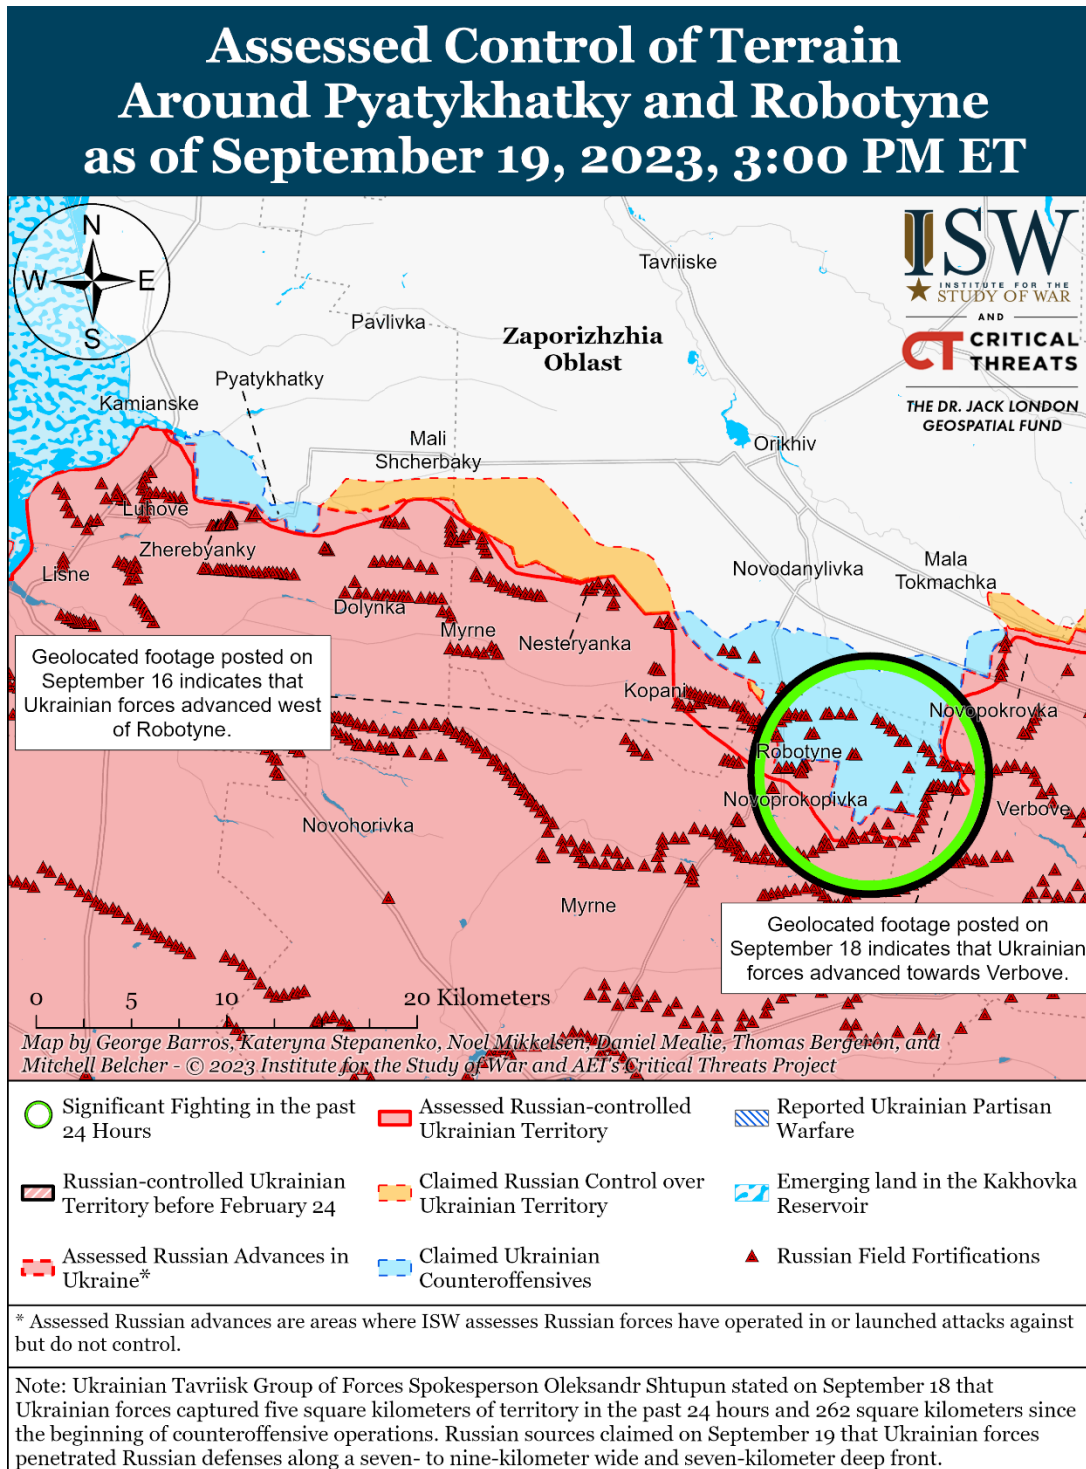 Assessed Control of Terrain
Around Pyatykhatky and Robotyne
as of September 19, 2023, 3:00 PM ET
N
W
E
S
ISW
INSTITUTE FOR THE
STUDY OF WAR
AND
CT CRITICAL
THREATS
THE DR. JACK LONDON
GEOSPATIAL FUND
Tavriiske
Pavlivka
Zaporizhzhia
Oblast
Pyatykhatky
Kamianske
Mali
Shcherbaky
Orikhiv
Luhove
Zherebyanky
Lisne
Dolynka
Myrne
Nesteryanka
Novodanylivka
Mala
Tokmachka
Geolocated footage posted on
September 16 indicates that
Ukrainian forces advanced west
of Robotyne.
Kopani
Novopokrovka
Robotyne
Novoprokopivka
Verbove
Novohorivka
Myrne
Geolocated footage posted on
September 18 indicates that Ukrainian
forces advanced towards Verbove.
0 5 10 20 Kilometers
Map by George Barros, Kateryna Stepanenko, Noel Mikkelsen, Daniel Mealie, Thomas Bergeron, and
Mitchell Belcher - © 2023 Institute for the Study of War and AEI's Critical Threats Project
Significant Fighting in the past
24 Hours
Assessed Russian-controlled
Ukrainian Territory
Reported Ukrainian Partisan
Warfare
Russian-controlled Ukrainian
Territory before February 24
Claimed Russian Control over
Ukrainian Territory
Emerging land in the Kakhovka
Reservoir
Assessed Russian Advances in
Ukraine*
Claimed Ukrainian
Counteroffensives
Russian Field Fortifications
* Assessed Russian advances are areas where ISW assesses Russian forces have operated in or launched attacks against
but do not control.
Note: Ukrainian Tavriisk Group of Forces Spokesperson Oleksandr Shtupun stated on September 18 that
Ukrainian forces captured five square kilometers of territory in the past 24 hours and 262 square kilometers since
the beginning of counteroffensive operations. Russian sources claimed on September 19 that Ukrainian forces
penetrated Russian defenses along a seven- to nine-kilometer wide and seven-kilometer deep front.